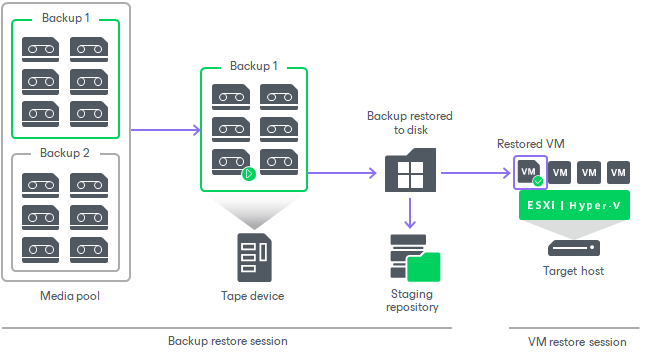 Backup 1
Backup 2
Media pool
Backup 1
Tape device
Backup restored
to disk
Staging
repository
Restored VM
VM
VM
VM
VM
ESXi | Hyper-V
Target host
Backup restore session
VM restore session